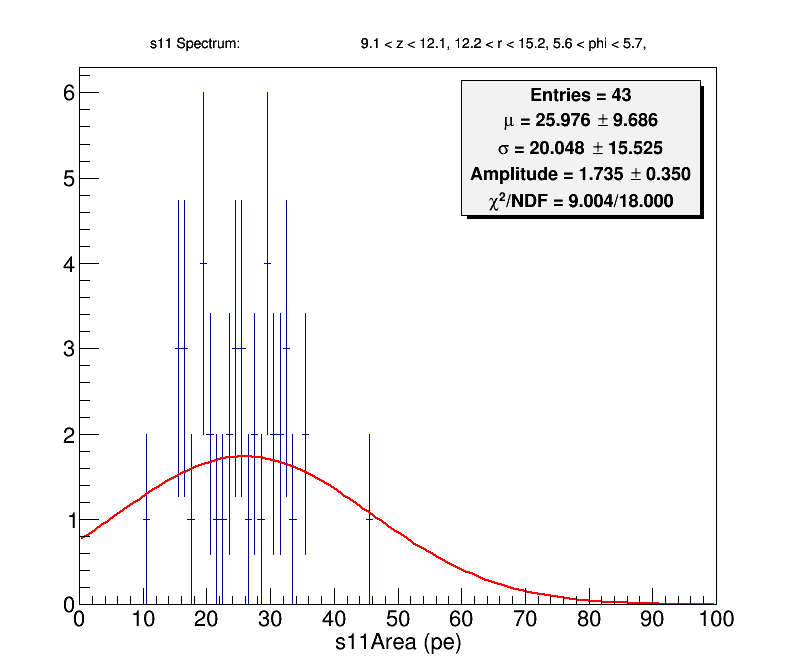 s11 Spectrum: 9.1 < z < 12.1, 12.2 < r < 15.2, 5.6 < phi < 5.7,
Entries = 43
μ = 25.976 ± 9.686
σ = 20.048 ± 15.525
Amplitude = 1.735 ± 0.350
χ²/NDF = 9.004/18.000
6
5
4
3
2
1
0
0 10 20 30 40 50 60 70 80 90 100
s11Area (pe)